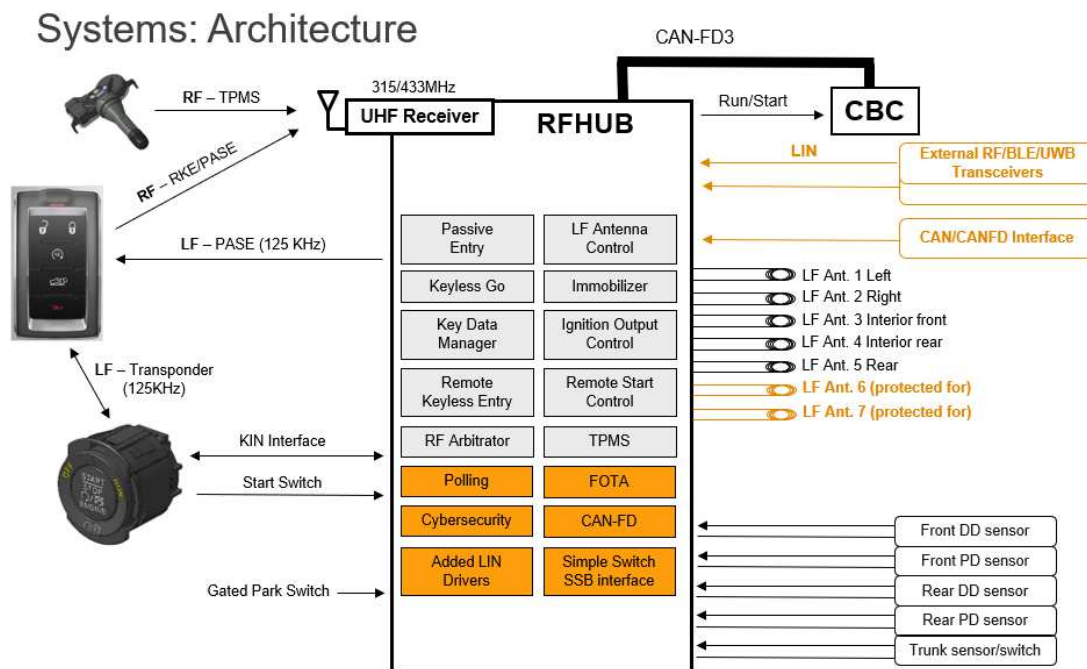 Systems: Architecture
CAN-FD3
RF – TPMS
315/433MHz
UHF Receiver
RFHUB
Run/Start
CBC
RF – RKE/PASE
LIN
External RF/BLE/UWB
Transceivers
LF – PASE (125 KHz)
CAN/CANFD Interface
Passive
Entry
LF Antenna
Control
Keyless Go
Immobilizer
Key Data
Manager
Ignition Output
Control
Remote
Keyless Entry
Remote Start
Control
RF Arbitrator
TPMS
Polling
FOTA
Cybersecurity
CAN-FD
Added LIN
Drivers
Simple Switch
SSB interface
LF Ant. 1 Left
LF Ant. 2 Right
LF Ant. 3 Interior front
LF Ant. 4 Interior rear
LF Ant. 5 Rear
LF Ant. 6 (protected for)
LF Ant. 7 (protected for)
LF – Transponder
(125KHz)
KIN Interface
Start Switch
OFF
START
STOP
Gated Park Switch
Front DD sensor
Front PD sensor
Rear DD sensor
Rear PD sensor
Trunk sensor/switch